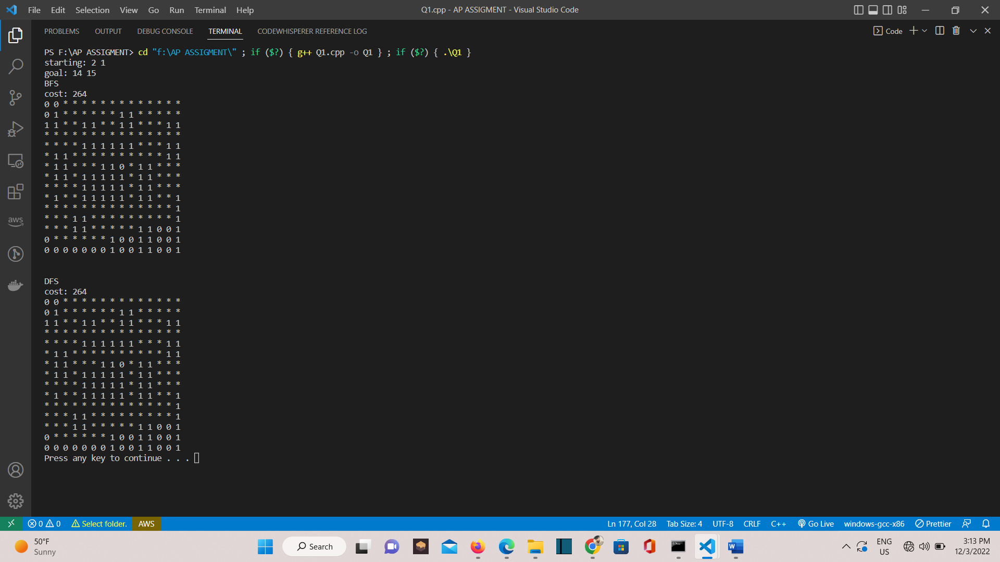 File Edit Selection View Go Run Terminal Help
Q1.cpp - AP ASSIGMENT - Visual Studio Code
PROBLEMS OUTPUT DEBUG CONSOLE TERMINAL CODEWHISPERER REFERENCE LOG
Code
PS F:\AP ASSIGMENT> cd "f:\AP ASSIGMENT\" ; if ($?) { g++ Q1.cpp -o Q1 } ; if ($?) { .\Q1 }
starting: 2 1
goal: 14 15
BFS
cost: 264
0 0 * * * * * * * * * * * * *
0 1 * * * * * * 1 1 * * * * *
1 1 * * 1 1 * * 1 1 * * * 1 1
* * * * * * * * * * * * * * *
* * * * 1 1 1 1 1 1 * * * 1 1
* 1 1 * * * * * * * * * * 1 1
* 1 1 * * * 1 1 0 * 1 1 * * *
* 1 1 * 1 1 1 1 1 * 1 1 * * *
* * * * 1 1 1 1 1 * 1 1 * * *
* 1 * * 1 1 1 1 1 * 1 1 * * 1
* * * * * * * * * * * * * * 1
* * * 1 1 * * * * * * * * * 1
* * * 1 1 * * * * * 1 1 0 0 1
0 * * * * * * 1 0 0 1 1 0 0 1
0 0 0 0 0 0 0 1 0 0 1 1 0 0 1
DFS
cost: 264
0 0 * * * * * * * * * * * * *
0 1 * * * * * * 1 1 * * * * *
1 1 * * 1 1 * * 1 1 * * * 1 1
* * * * * * * * * * * * * * *
* * * * 1 1 1 1 1 1 * * * 1 1
* 1 1 * * * * * * * * * * 1 1
* 1 1 * * * 1 1 0 * 1 1 * * *
* 1 1 * 1 1 1 1 1 * 1 1 * * *
* * * * 1 1 1 1 1 * 1 1 * * *
* 1 * * 1 1 1 1 1 * 1 1 * * 1
* * * * * * * * * * * * * * 1
* * * 1 1 * * * * * * * * * 1
* * * 1 1 * * * * * 1 1 0 0 1
0 * * * * * * 1 0 0 1 1 0 0 1
0 0 0 0 0 0 0 1 0 0 1 1 0 0 1
Press any key to continue . . .
aws
0 0 Select folder. AWS
Ln 177, Col 28 Tab Size: 4 UTF-8 CRLF C++ Go Live windows-gcc-x86 Prettier
50°F
Sunny
Search
ENG
US
3:13 PM
12/3/2022